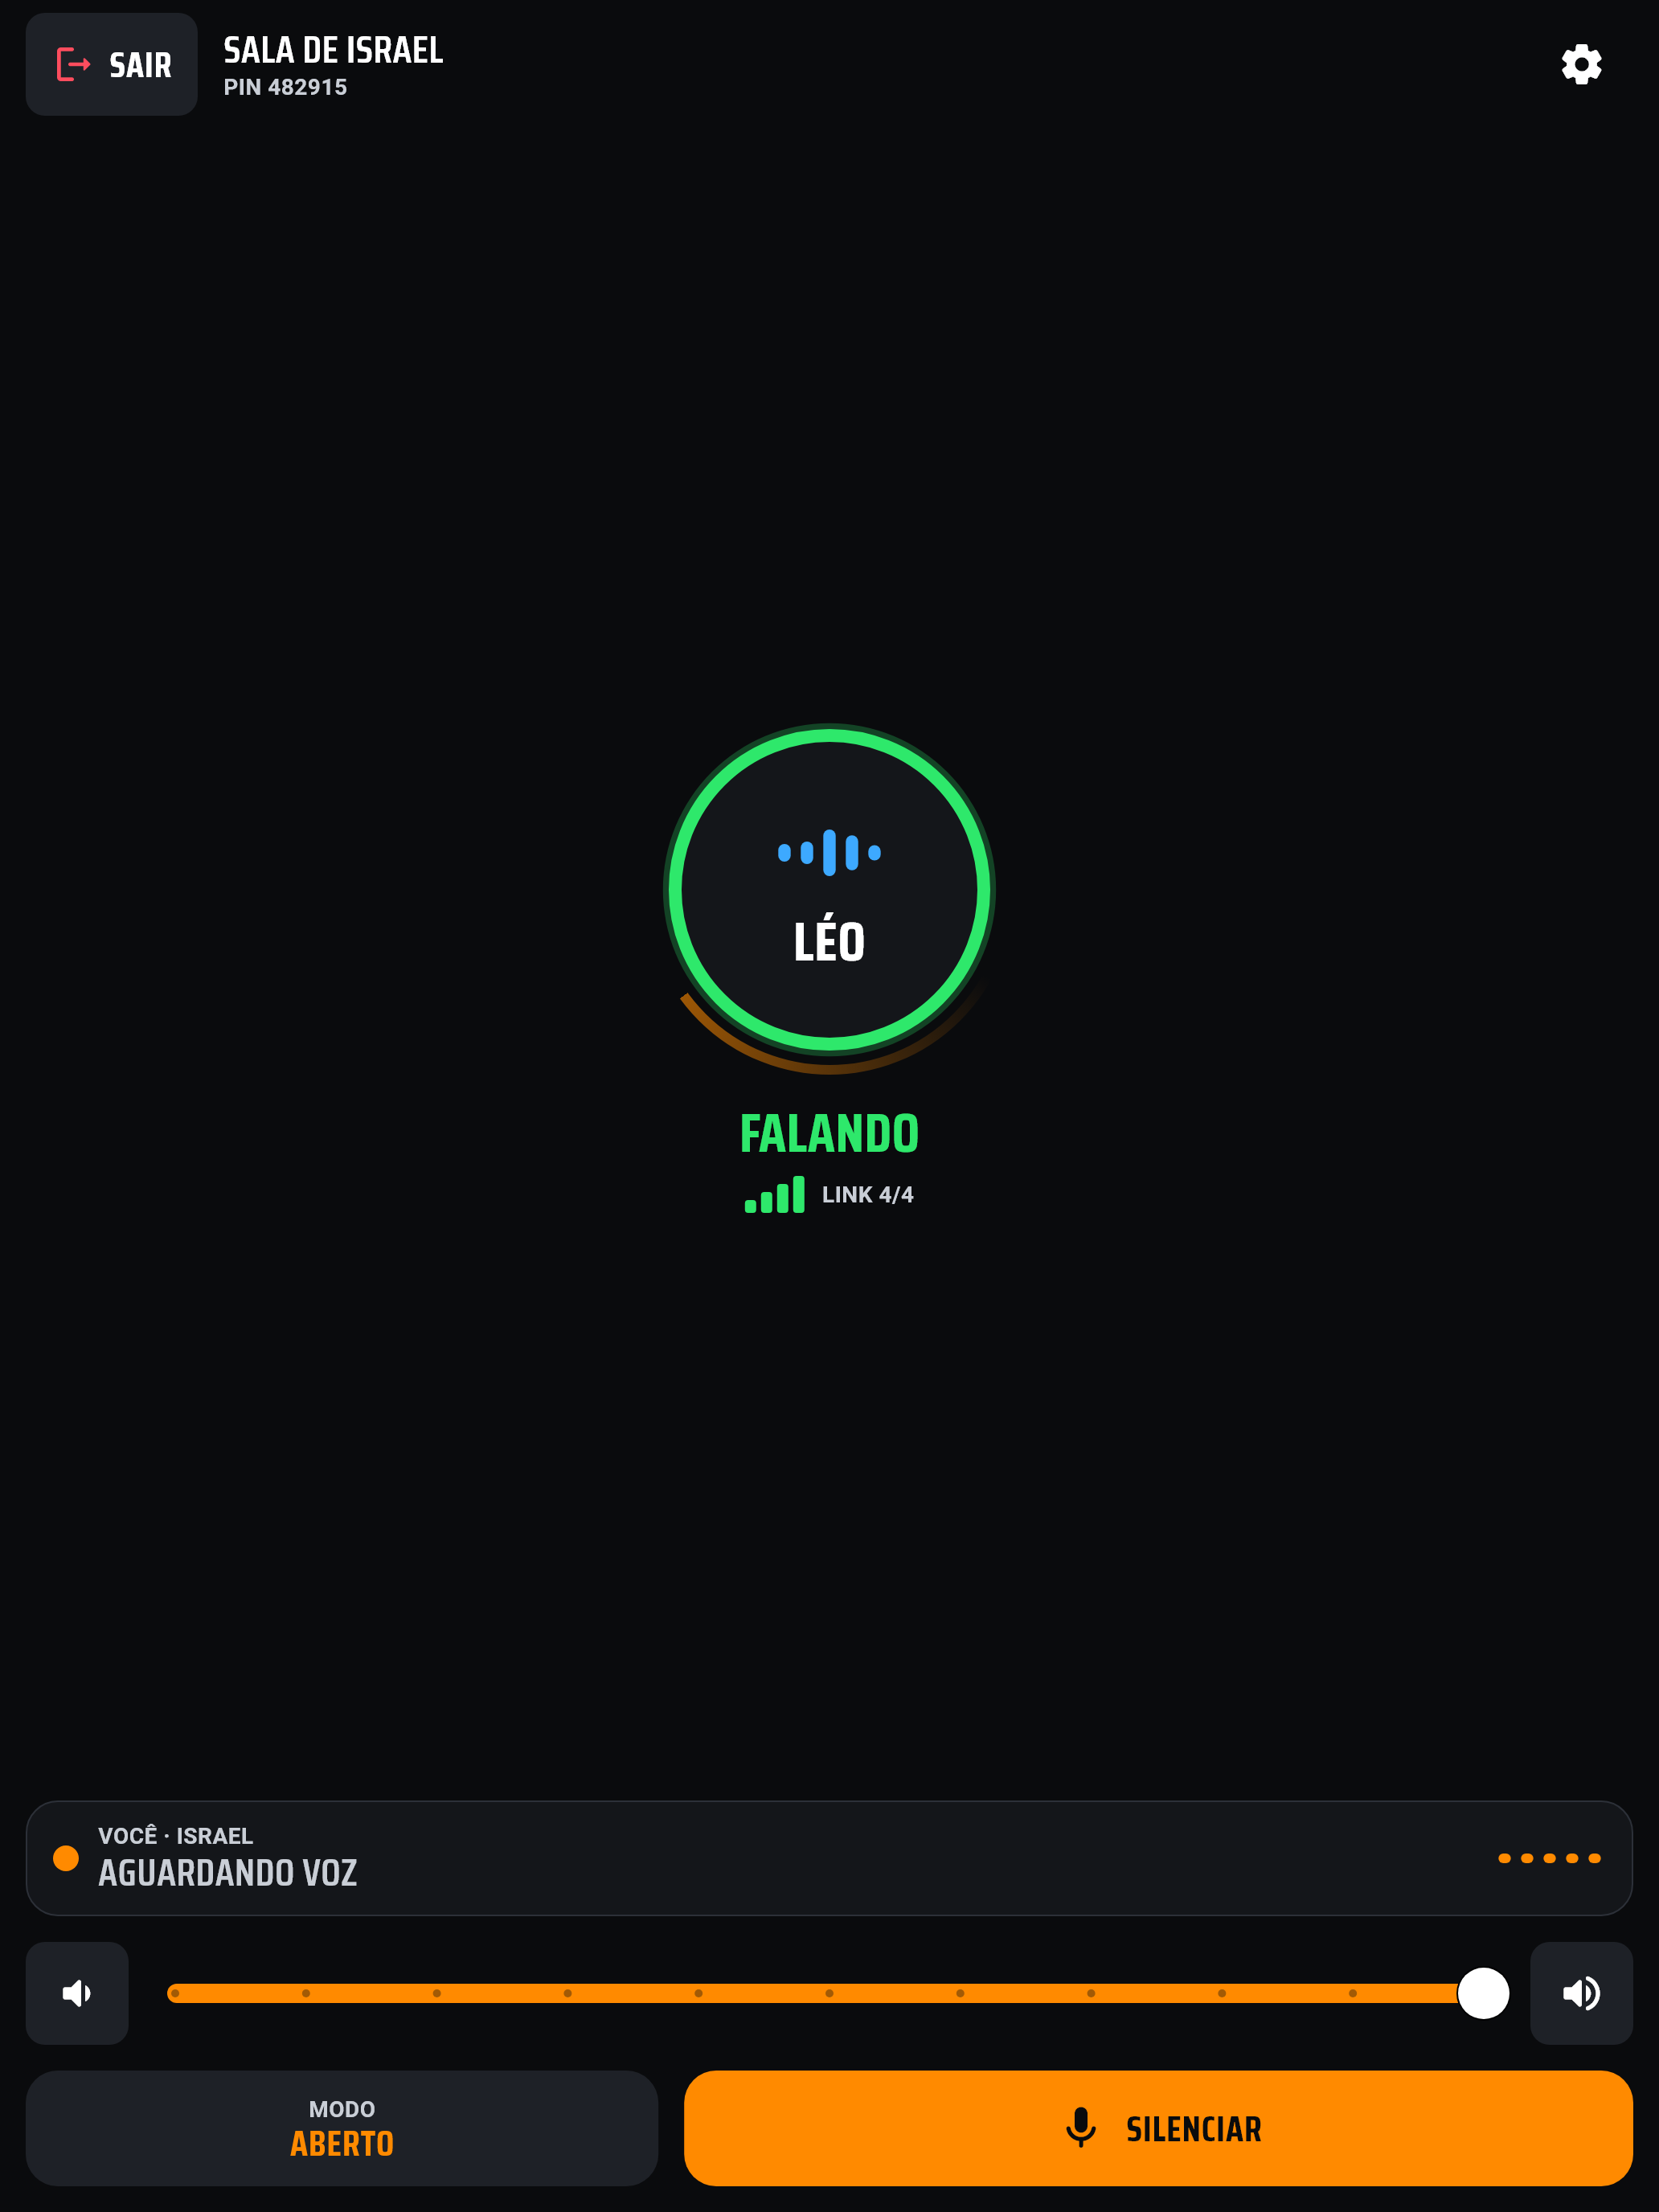 SAIR
SALA DE ISRAEL
PIN 482915
LÉO
FALANDO
LINK 4/4
VOCÊ · ISRAEL
AGUARDANDO VOZ
MODO
ABERTO
SILENCIAR